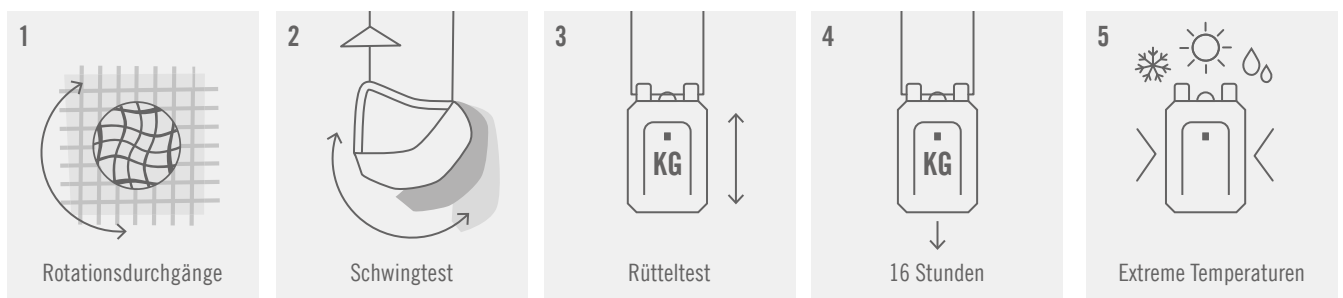 1
Rotationsdurchgänge
2
Schwingtest
3
KG
Rütteltest
4
KG
16 Stunden
5
Extreme Temperaturen